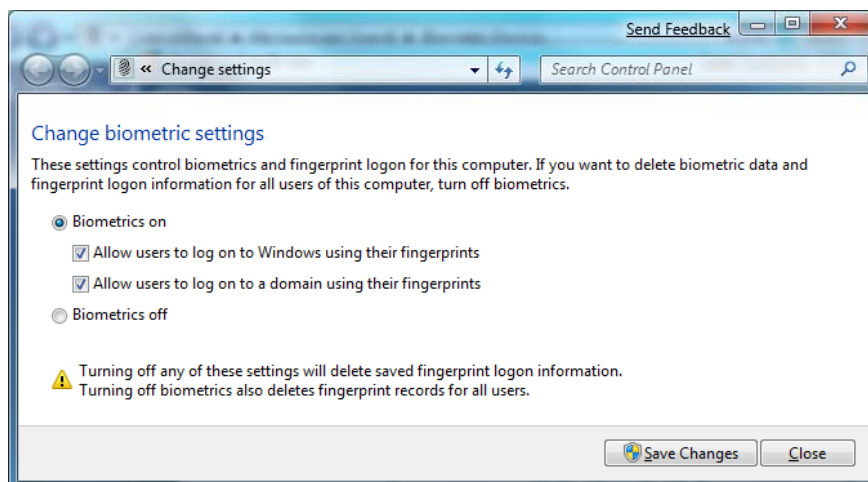 Send Feedback
« Change settings
Search Control Panel
Change biometric settings
These settings control biometrics and fingerprint logon for this computer. If you want to delete biometric data and
fingerprint logon information for all users of this computer, turn off biometrics.
Biometrics on
Allow users to log on to Windows using their fingerprints
Allow users to log on to a domain using their fingerprints
Biometrics off
Turning off any of these settings will delete saved fingerprint logon information.
Turning off biometrics also deletes fingerprint records for all users.
Save Changes
Close